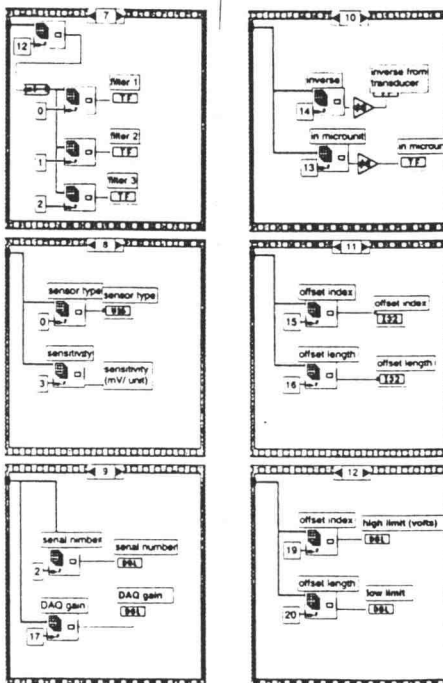 7
12
filter 1
0
TF
filter 2
1
TF
filter 3
2
TF
8
sensor type
sensor type
0
U16
sensitivity
sensitivity
3
(mV/ unit)
9
serial number
serial number
2
DBL
DAQ gain
DAQ gain
17
DBL
10
inverse
inverse from
transducer
14
in microunit
in microunit
13
TF
11
offset index
offset index
15
I32
offset length
offset length
16
I32
12
offset index
high limit (volts)
19
DBL
offset length
low limit
20
DBL